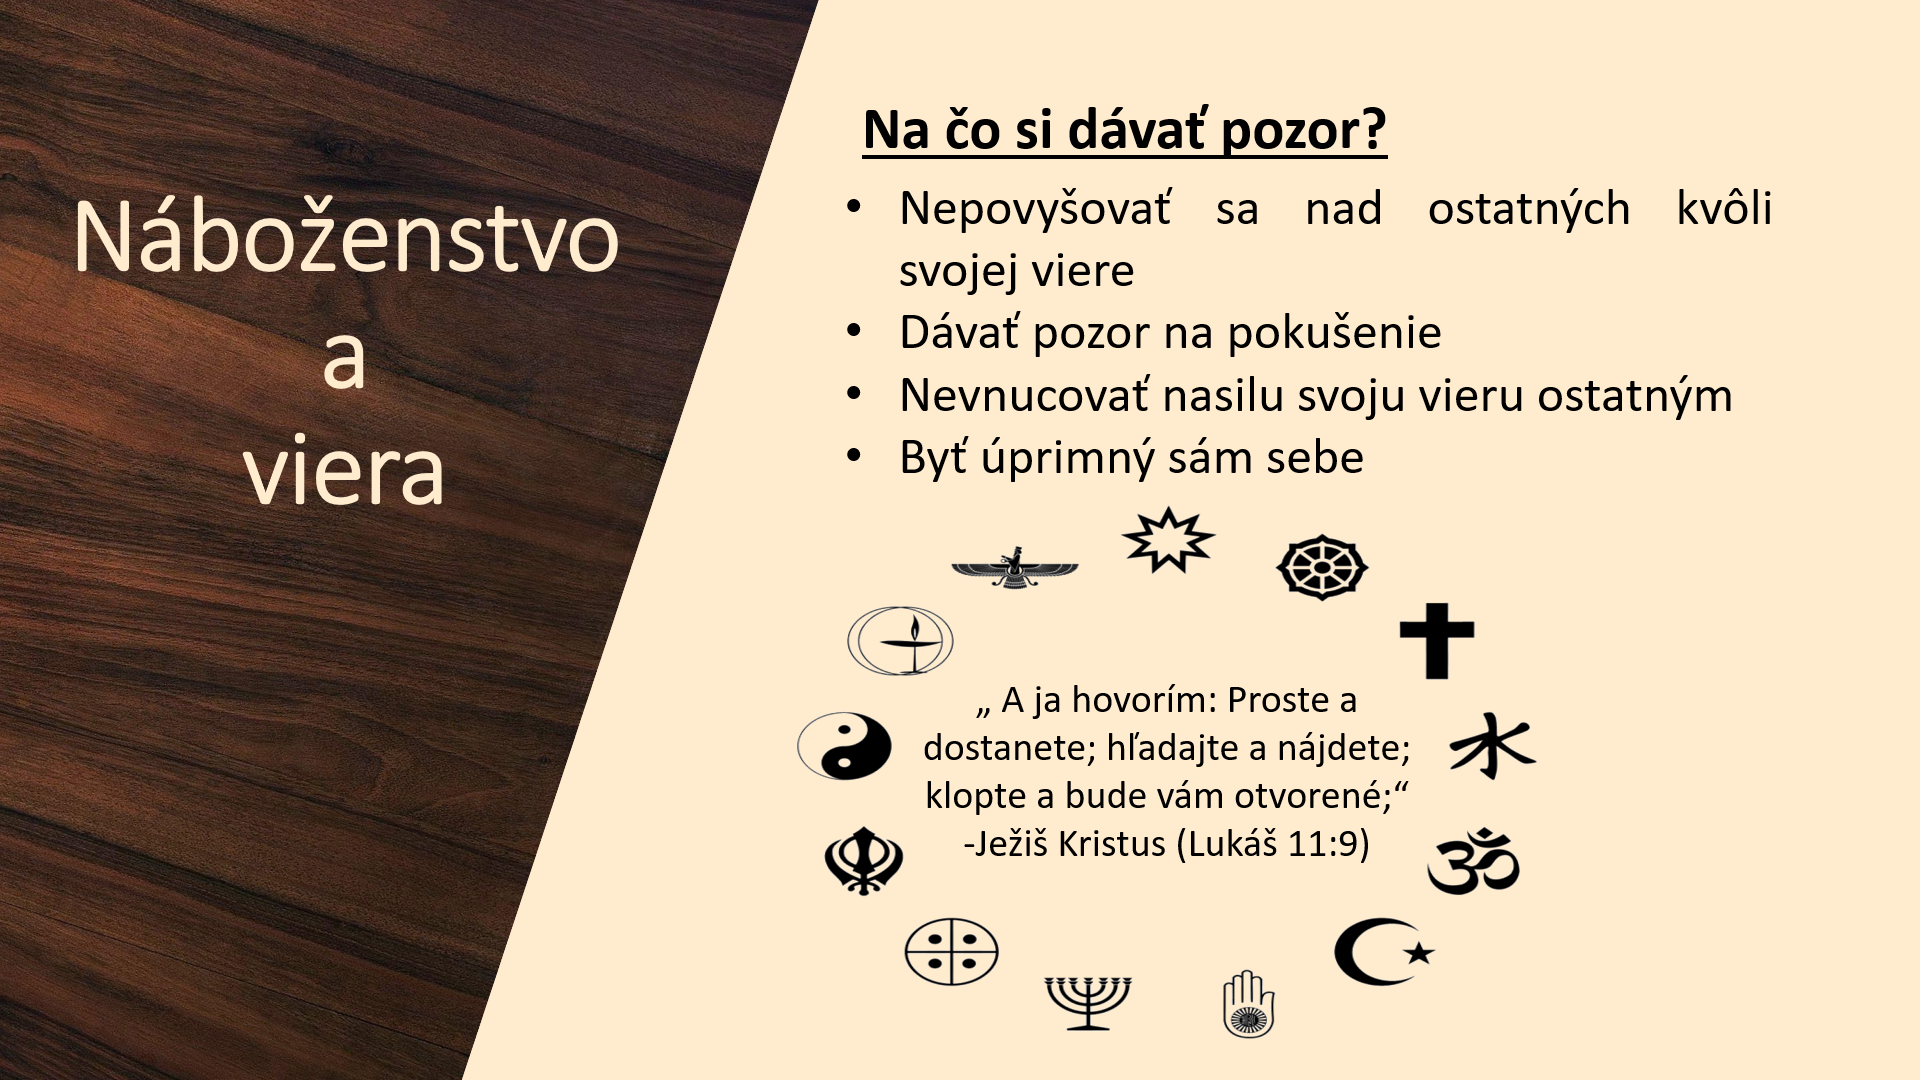 Náboženstvo
a
viera
Na čo si dávať pozor?
• Nepovyšovať sa nad ostatných kvôli
svojej viere
• Dávať pozor na pokušenie
• Nevnucovať nasilu svoju vieru ostatným
• Byť úprimný sám sebe
„ A ja hovorím: Proste a
dostanete; hľadajte a nájdete;
klopte a bude vám otvorené;“
-Ježiš Kristus (Lukáš 11:9)